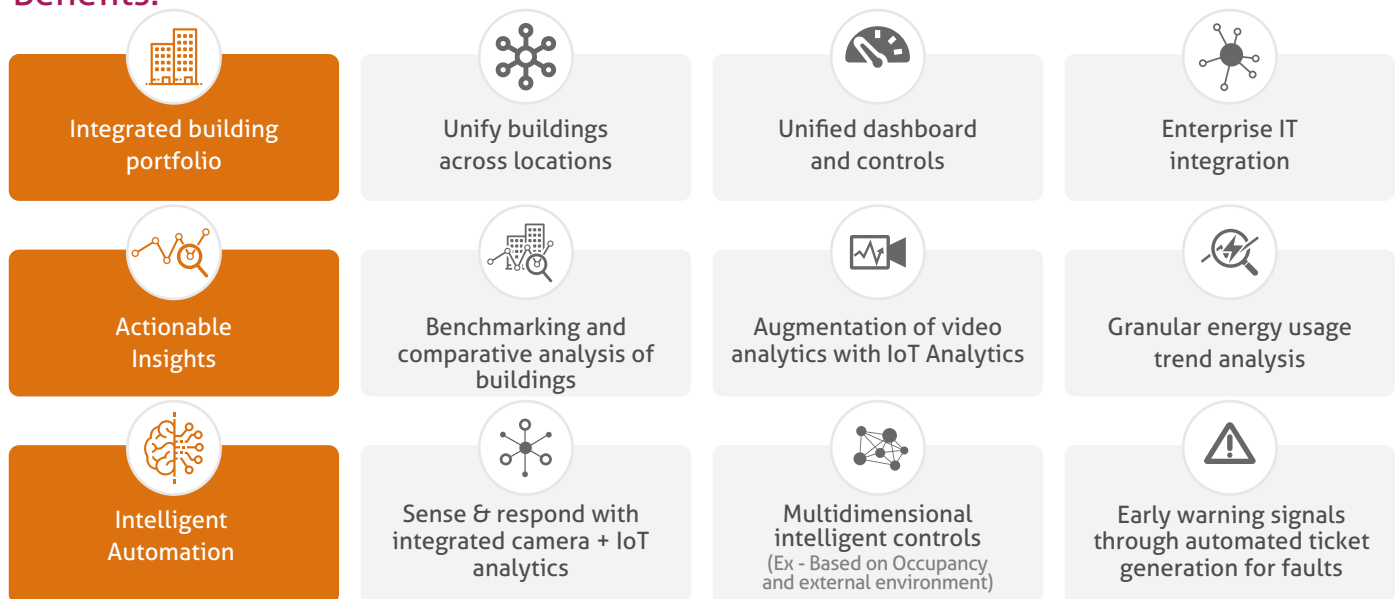 Benefits:
Integrated building
portfolio
Unify buildings
across locations
Unified dashboard
and controls
Enterprise IT
integration
Actionable
Insights
Benchmarking and
comparative analysis of
buildings
Augmentation of video
analytics with IoT Analytics
Granular energy usage
trend analysis
Intelligent
Automation
Sense & respond with
integrated camera + IoT
analytics
Multidimensional
intelligent controls
(Ex - Based on Occupancy
and external environment)
Early warning signals
through automated ticket
generation for faults